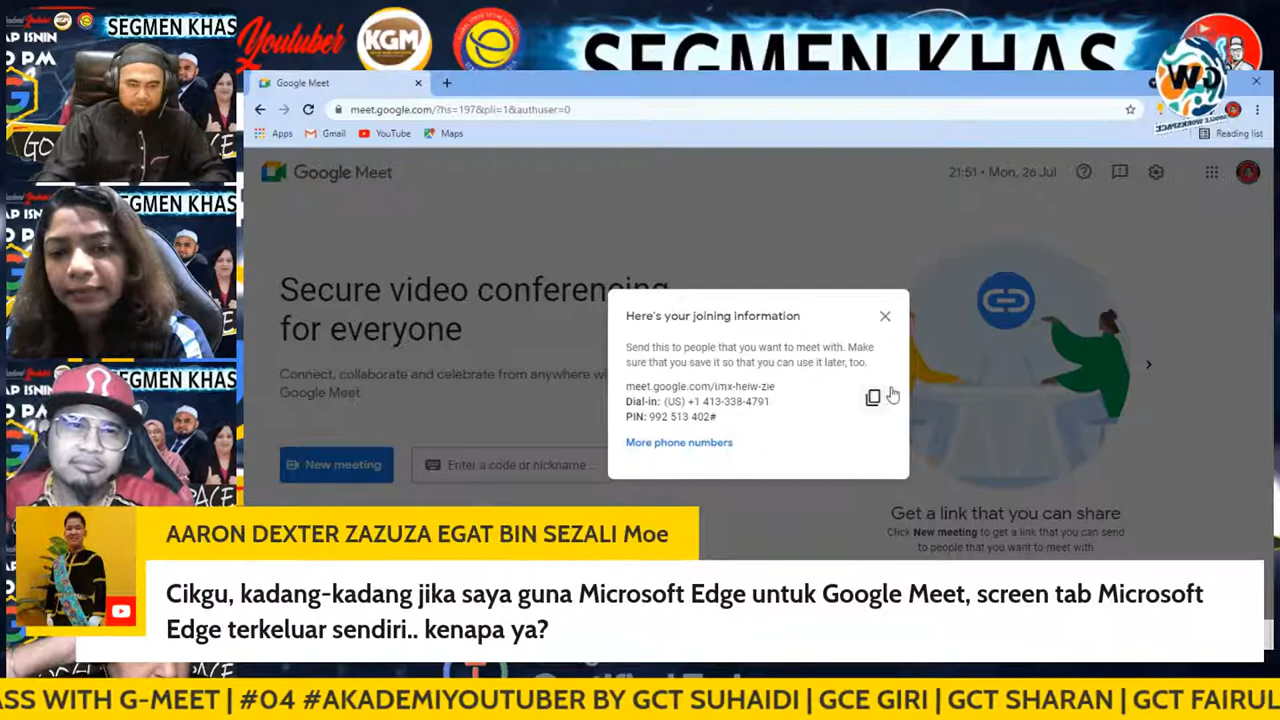 SEGMEN KHAS
AP ISNIN
Youtuber
KGM
SEGMEN KHAS
Google Meet
meet.google.com/?hs=197&pli=1&authuser=0
Apps
Gmail
YouTube
Maps
Reading list
Google Meet
21:51 • Mon, 26 Jul
SEGMEN KHAS
AP ISNIN
Secure video conferencing
for everyone
Connect, collaborate and celebrate from anywhere wi
Google Meet
New meeting
Enter a code or nickname
Here's your joining information
Send this to people that you want to meet with. Make
sure that you save it so that you can use it later, too.
meet.google.com/imx-heiw-zie
Dial-in: (US) +1 413-338-4791
PIN: 992 513 402#
More phone numbers
Get a link that you can share
Click New meeting to get a link that you can send
to people that you want to meet with
SEGMEN KHAS
AARON DEXTER ZAZUZA EGAT BIN SEZALI Moe
Cikgu, kadang-kadang jika saya guna Microsoft Edge untuk Google Meet, screen tab Microsoft
Edge terkeluar sendiri.. kenapa ya?
ASS WITH G-MEET | #04 #AKADEMIYOUTUBER BY GCT SUHAIDI | GCE GIRI | GCT SHARAN | GCT FAIRUL